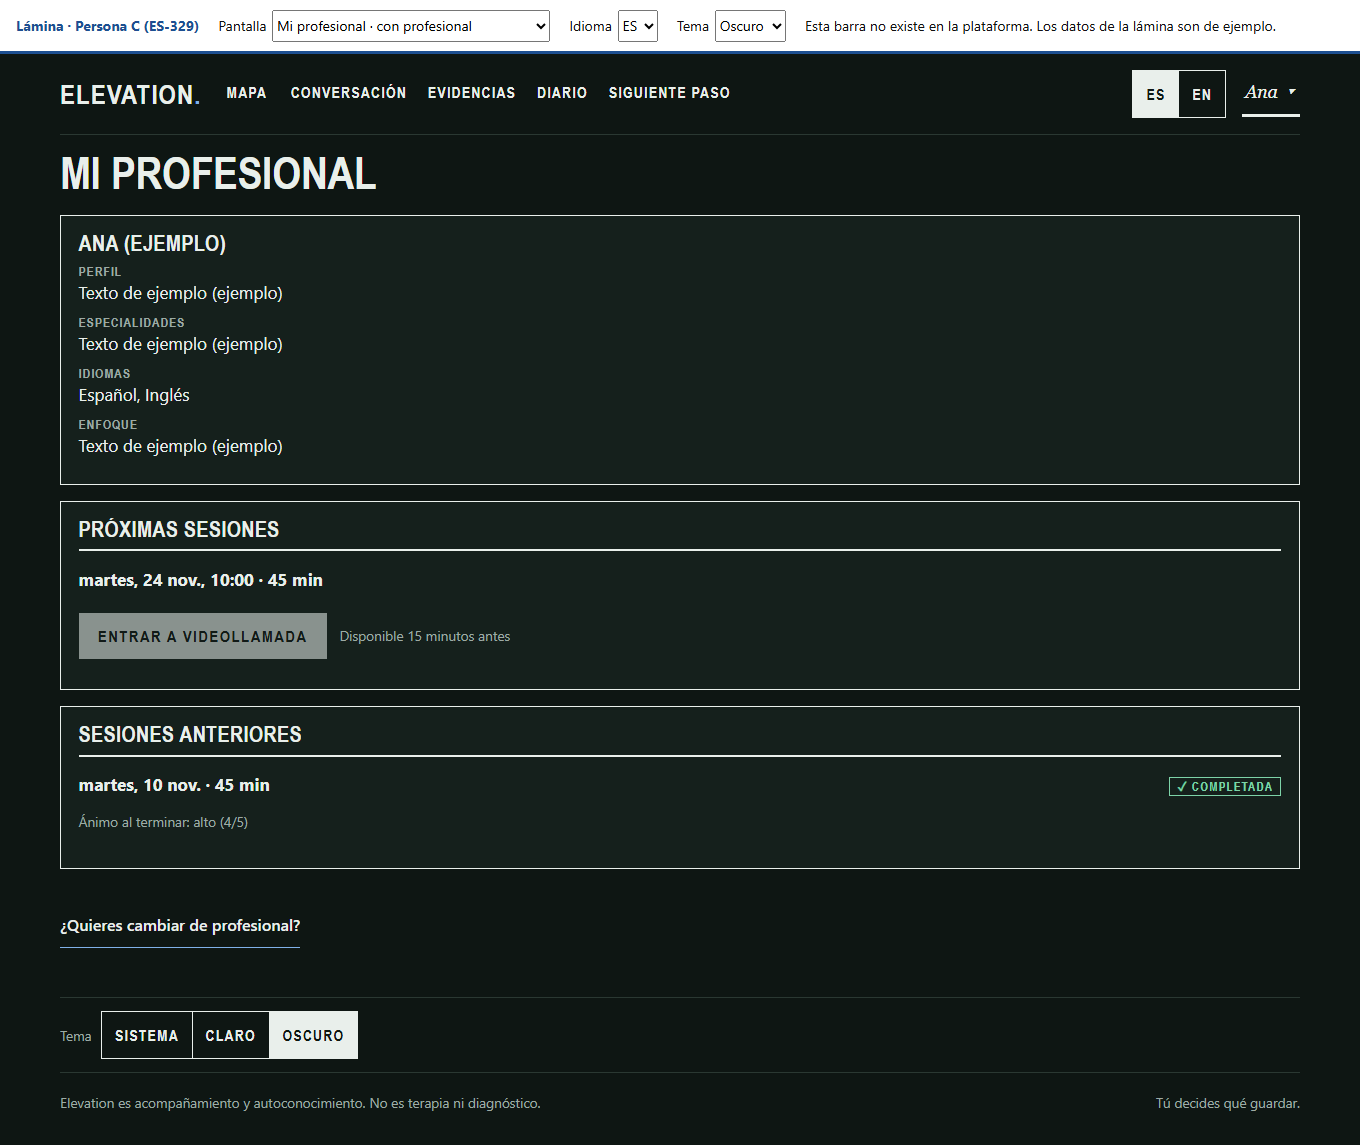 Lámina · Persona C (ES-329) Pantalla Mi profesional · con profesional Idioma ES Tema Oscuro Esta barra no existe en la plataforma. Los datos de la lámina son de ejemplo.
ELEVATION. MAPA CONVERSACIÓN EVIDENCIAS DIARIO SIGUIENTE PASO ES EN Ana
MI PROFESIONAL
ANA (EJEMPLO)
PERFIL
Texto de ejemplo (ejemplo)
ESPECIALIDADES
Texto de ejemplo (ejemplo)
IDIOMAS
Español, Inglés
ENFOQUE
Texto de ejemplo (ejemplo)
PRÓXIMAS SESIONES
martes, 24 nov., 10:00 · 45 min
ENTRAR A VIDEOLLAMADA Disponible 15 minutos antes
SESIONES ANTERIORES
martes, 10 nov. · 45 min ✓ COMPLETADA
Ánimo al terminar: alto (4/5)
¿Quieres cambiar de profesional?
Tema SISTEMA CLARO OSCURO
Elevation es acompañamiento y autoconocimiento. No es terapia ni diagnóstico. Tú decides qué guardar.